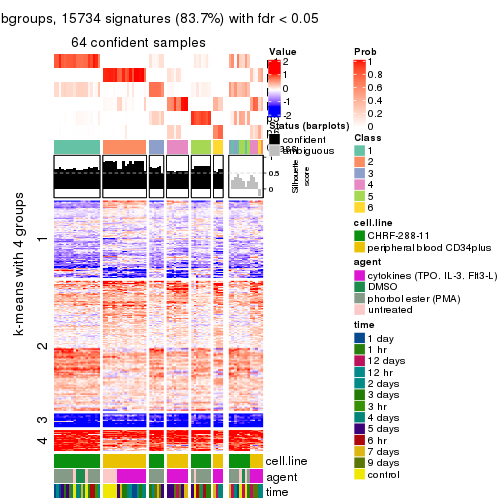 bgroups, 15734 signatures (83.7%) with fdr < 0.05
64 confident samples
k-means with 4 groups
1
2
3
4
Value
2
1
0
-1
-2
Status (barplots)
confident
ambiguous
1
0.5
0
Silhouette
score
cell.line
agent
time
Prob
1
0.8
0.6
0.4
0.2
0
Class
1
2
3
4
5
6
cell.line
CHRF-288-11
peripheral blood CD34plus
agent
cytokines (TPO. IL-3. Flt3-L)
DMSO
phorbol ester (PMA)
untreated
time
1 day
1 hr
12 days
12 hr
2 days
3 days
3 hr
4 days
5 days
6 hr
7 days
9 days
control